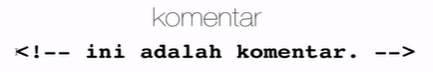 komentar
<!-- ini adalah komentar. -->